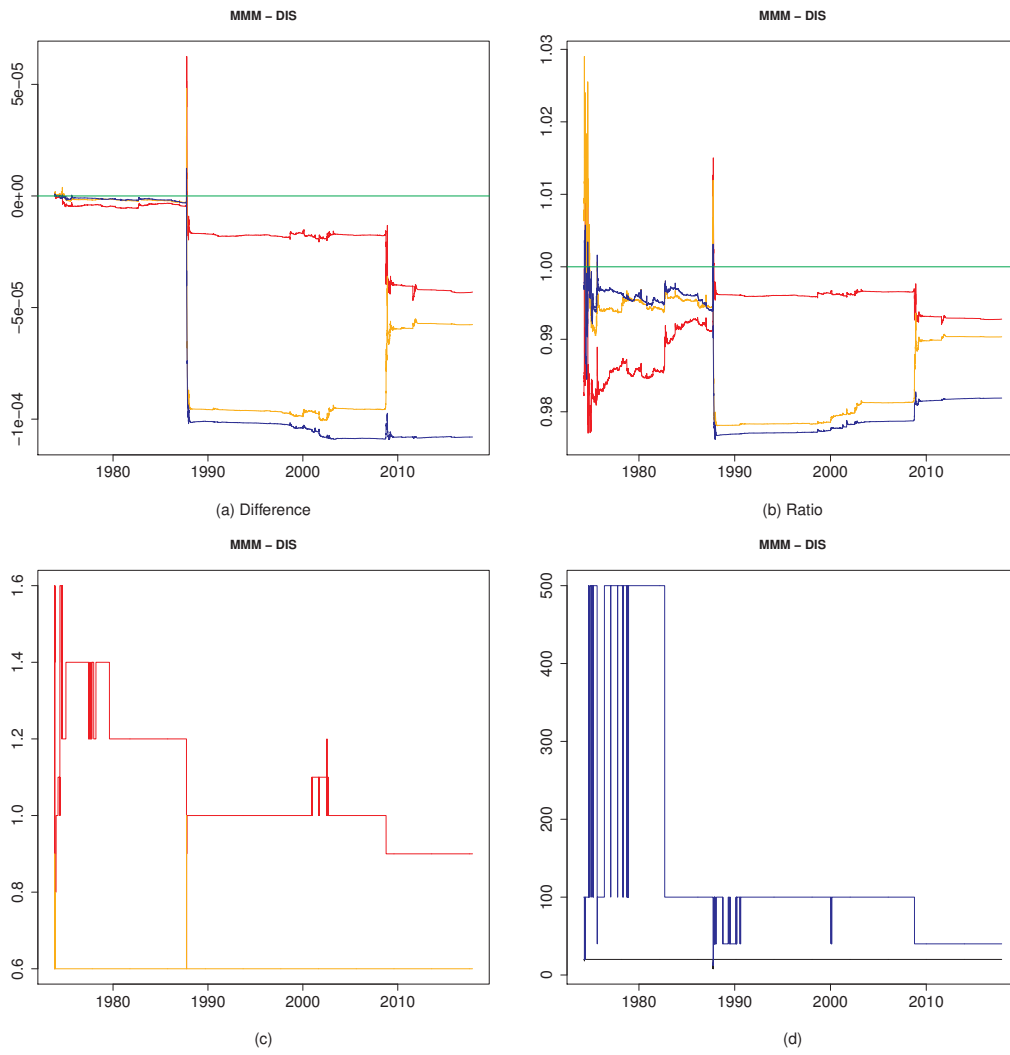 MMM − DIS
5e−05
0e+00
−5e−05
−1e−04
1980 1990 2000 2010
(a) Difference
MMM − DIS
1.03
1.02
1.01
1.00
0.99
0.98
1980 1990 2000 2010
(b) Ratio
MMM − DIS
1.6
1.4
1.2
1.0
0.8
0.6
1980 1990 2000 2010
(c)
MMM − DIS
500
400
300
200
100
0
1980 1990 2000 2010
(d)